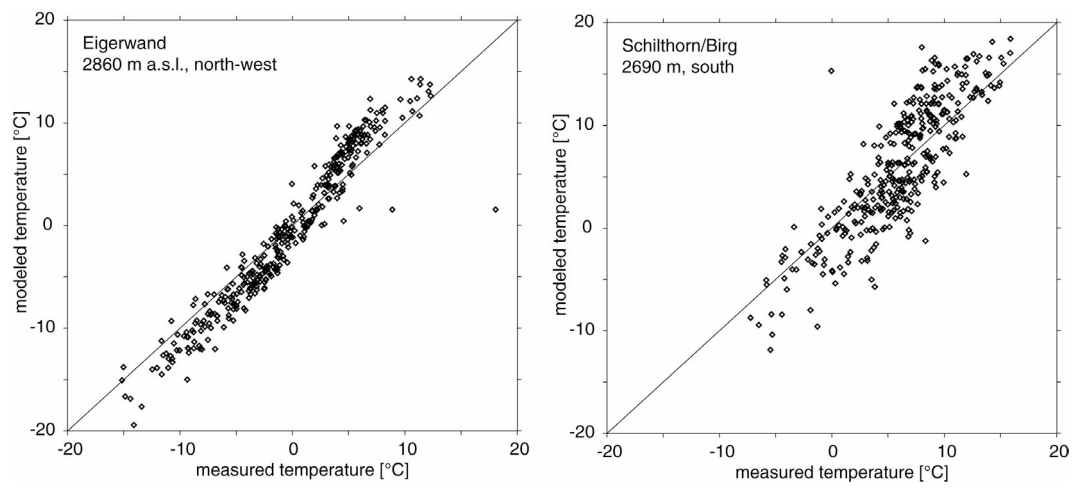 Eigerwand
2860 m a.s.l., north-west
modeled temperature [°C]
20
10
0
-10
-20
-20
-10
0
10
20
measured temperature [°C]
Schilthorn/Birg
2690 m, south
modeled temperature [°C]
20
10
0
-10
-20
-20
-10
0
10
20
measured temperature [°C]